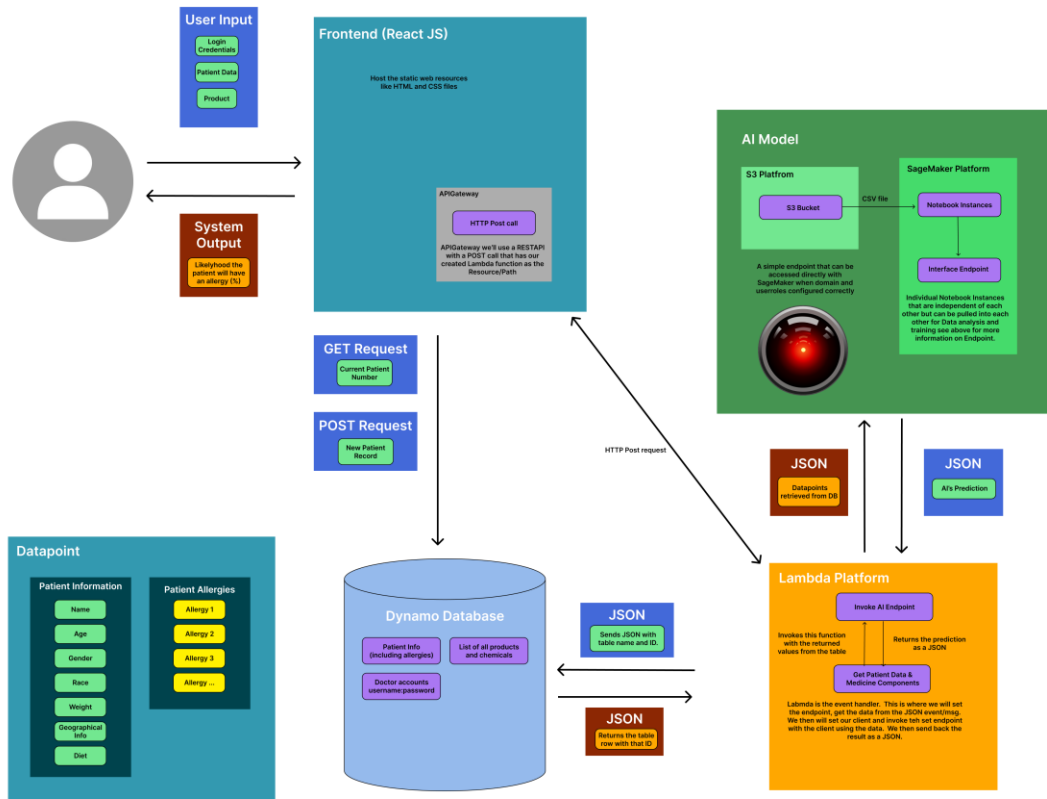 User Input
Login
Credentials
Patient Data
Product
System
Output
Likelyhood the
patient will have
an allergy (%)
Frontend (React JS)
Host the static web resources
like HTML and CSS files
APIGateway
HTTP Post call
APIGateway we'll use a RESTAPI
with a POST call that has our
created Lambda function as the
Resource/Path
AI Model
S3 Platfrom
S3 Bucket
CSV file
SageMaker Platform
Notebook Instances
Interface Endpoint
A simple endpoint that can be
accessed directly with
SageMaker when domain and
userroles configured correctly
Individual Notebook Instances
that are independent of each
other but can be pulled into each
other for Data analysis and
training see above for more
information on Endpoint.
GET Request
Current Patient
Number
POST Request
New Patient
Record
HTTP Post request
JSON
Datapoints
retrieved from DB
JSON
AI's Prediction
Datapoint
Patient Information
Name
Age
Gender
Race
Weight
Geographical
Info
Diet
Patient Allergies
Allergy 1
Allergy 2
Allergy 3
Allergy ...
Dynamo Database
Patient Info
(including allergies)
List of all products
and chemicals
Doctor accounts
username:password
JSON
Sends JSON with
table name and ID.
JSON
Returns the table
row with that ID
Lambda Platform
Invoke AI Endpoint
Invokes this function
with the returned
values from the table
Returns the prediction
as a JSON
Get Patient Data &
Medicine Components
Labmda is the event handler. This is where we will set
the endpoint, get the data from the JSON event/msg.
We then will set our client and invoke teh set endpoint
with the client using the data. We then send back the
result as a JSON.